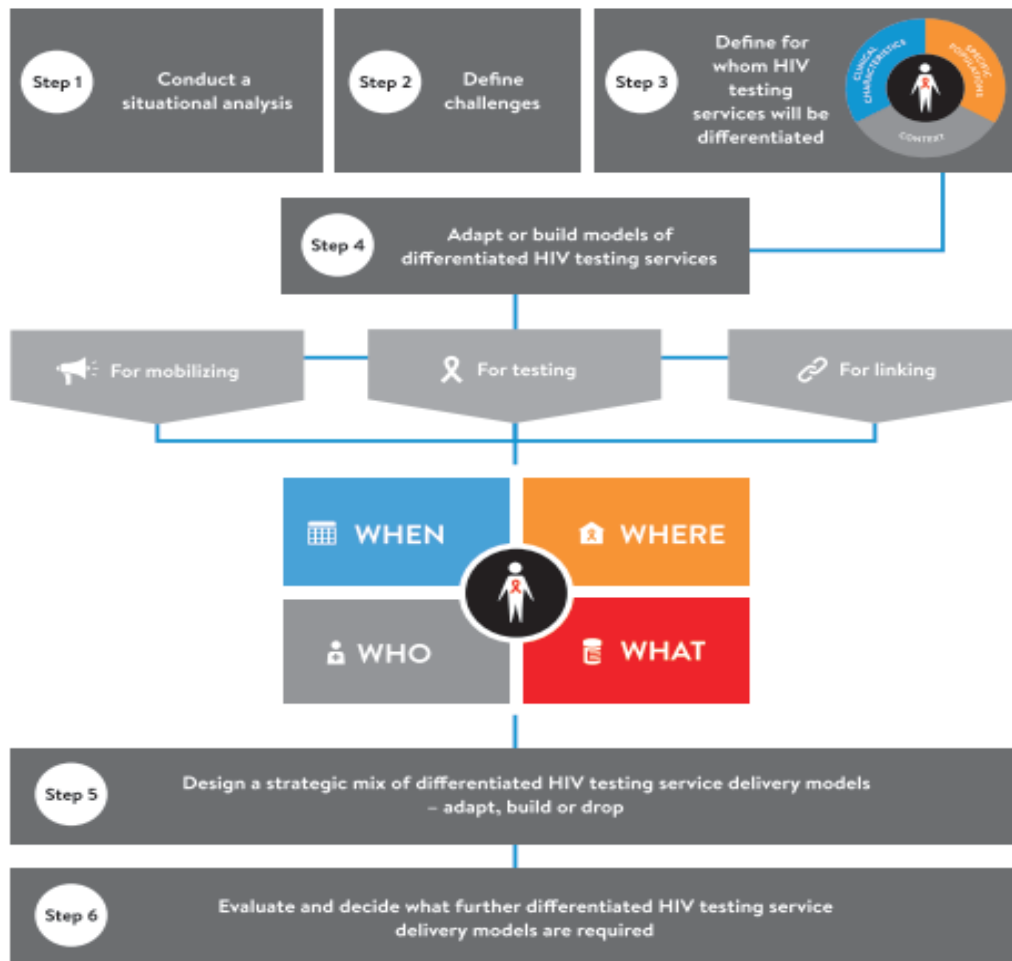 Step 1
Conduct a
situational analysis
Step 2
Define
challenges
Step 3
Define for
whom HIV
testing
services will be
differentiated
CLINICAL
CHARACTERISTICS
SPECIFIC
POPULATIONS
CONTEXT
Step 4
Adapt or build models of
differentiated HIV testing services
For mobilizing
For testing
For linking
WHEN
WHERE
WHO
WHAT
Step 5
Design a strategic mix of differentiated HIV testing service delivery models
– adapt, build or drop
Step 6
Evaluate and decide what further differentiated HIV testing service
delivery models are required